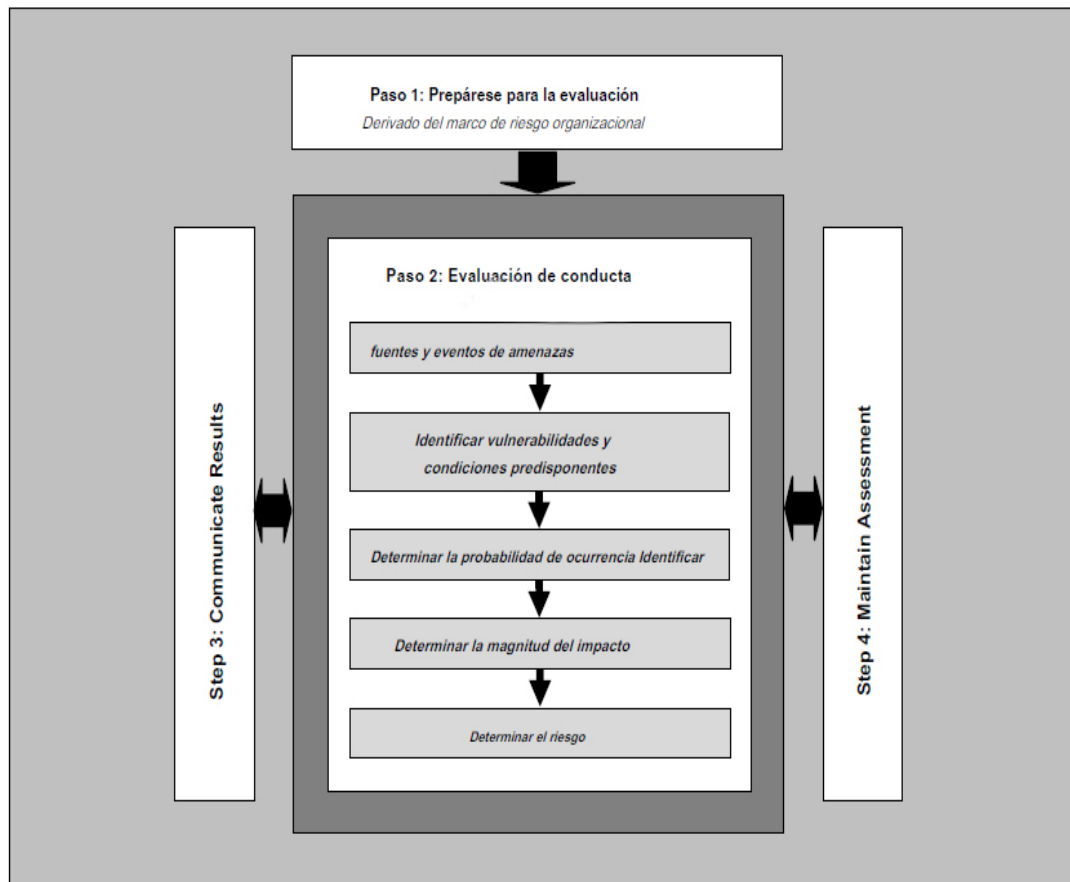 Paso 1: Prepárese para la evaluación
Derivado del marco de riesgo organizacional
Paso 2: Evaluación de conducta
fuentes y eventos de amenazas
Identificar vulnerabilidades y
condiciones predisponentes
Determinar la probabilidad de ocurrencia Identificar
Determinar la magnitud del impacto
Determinar el riesgo
Step 3: Communicate Results
Step 4: Maintain Assessment